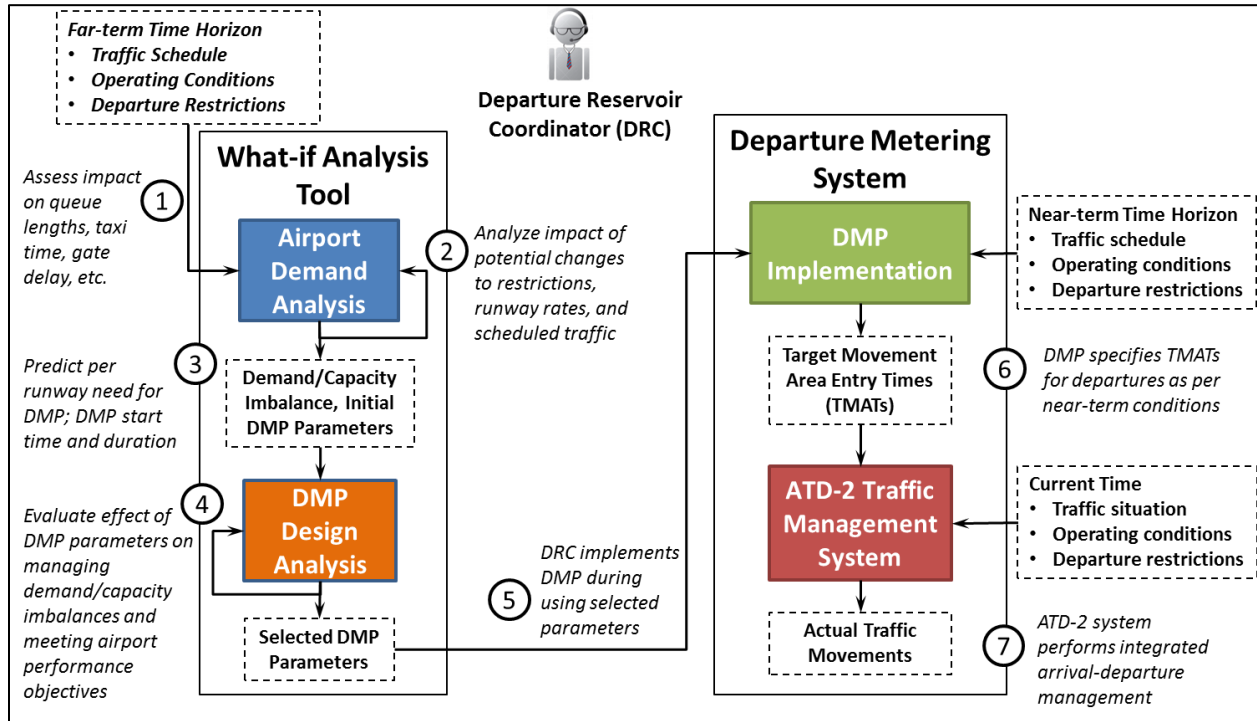 Far-term Time Horizon
• Traffic Schedule
• Operating Conditions
• Departure Restrictions
Departure Reservoir
Coordinator (DRC)
What-if Analysis
Tool
1
Assess impact
on queue
lengths, taxi
time, gate
delay, etc.
Airport
Demand
Analysis
2
Analyze impact of
potential changes
to restrictions,
runway rates, and
scheduled traffic
3
Predict per
runway need for
DMP; DMP start
time and duration
Demand/Capacity
Imbalance, Initial
DMP Parameters
4
Evaluate effect of
DMP parameters on
managing
demand/capacity
imbalances and
meeting airport
performance
objectives
DMP
Design
Analysis
Selected DMP
Parameters
5
DRC implements
DMP during
using selected
parameters
Departure Metering
System
DMP
Implementation
Near-term Time Horizon
• Traffic schedule
• Operating conditions
• Departure restrictions
Target Movement
Area Entry Times
(TMATs)
6
DMP specifies TMATs
for departures as per
near-term conditions
ATD-2 Traffic
Management
System
Current Time
• Traffic situation
• Operating conditions
• Departure restrictions
Actual Traffic
Movements
7
ATD-2 system
performs integrated
arrival-departure
management